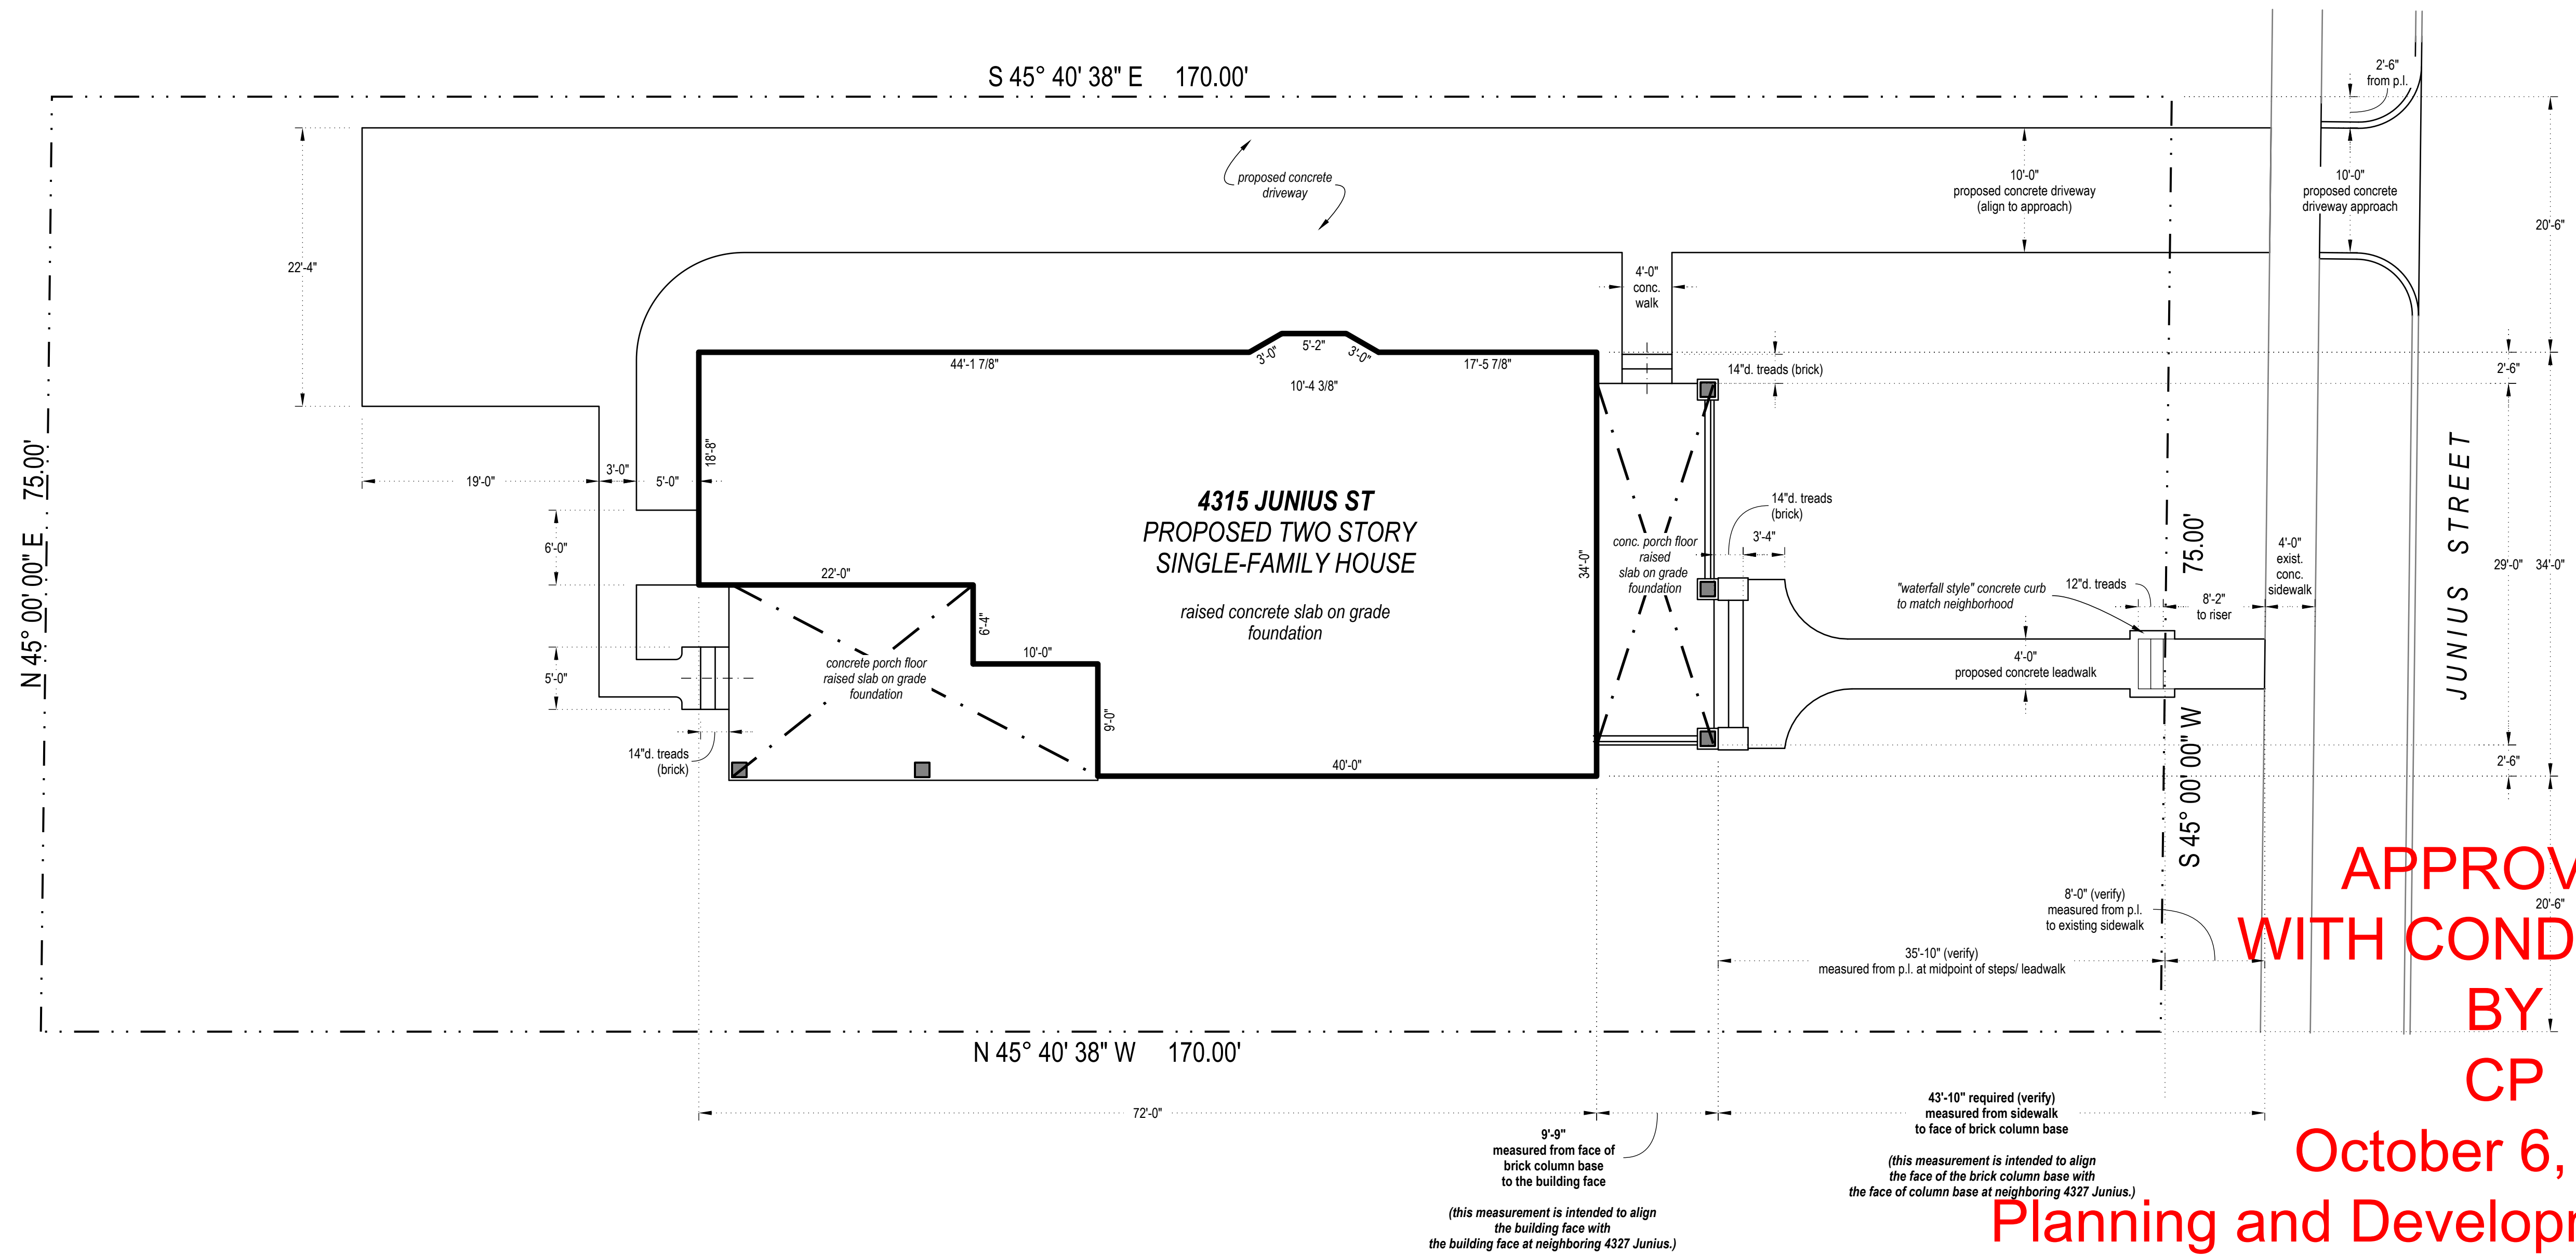 S 45° 40' 38" E 170.00'
2'-6"
from p.l.
proposed concrete
driveway
10'-0"
proposed concrete driveway
(align to approach)
10'-0"
proposed concrete
driveway approach
20'-6"
22'-4"
4'-0"
conc.
walk
44'-1 7/8"
3'-0"
5'-2"
3'-0"
17'-5 7/8"
10'-4 3/8"
14"d. treads (brick)
2'-6"
18'-8"
19'-0"
3'-0"
5'-0"
N 45° 00' 00" E 75.00'
4315 JUNIUS ST
PROPOSED TWO STORY
SINGLE-FAMILY HOUSE
raised concrete slab on grade
foundation
14"d. treads
(brick)
3'-4"
conc. porch floor
raised
slab on grade
foundation
34'-0"
6'-0"
22'-0"
6'-4"
10'-0"
9'-0"
40'-0"
concrete porch floor
raised slab on grade
foundation
5'-0"
14"d. treads
(brick)
"waterfall style" concrete curb
to match neighborhood
12"d. treads
8'-2"
to riser
4'-0"
exist.
conc.
sidewalk
4'-0"
proposed concrete leadwalk
S 45° 00' 00" W 75.00'
JUNIUS STREET
29'-0"
34'-0"
2'-6"
20'-6"
8'-0" (verify)
measured from p.l.
to existing sidewalk
35'-10" (verify)
measured from p.l. at midpoint of steps/ leadwalk
N 45° 40' 38" W 170.00'
72'-0"
9'-9"
measured from face of
brick column base
to the building face
(this measurement is intended to align
the building face with
the building face at neighboring 4327 Junius.)
43'-10" required (verify)
measured from sidewalk
to face of brick column base
(this measurement is intended to align
the face of the brick column base with
the face of column base at neighboring 4327 Junius.)
APPROV
WITH COND
BY
CP
October 6,
Planning and Develop